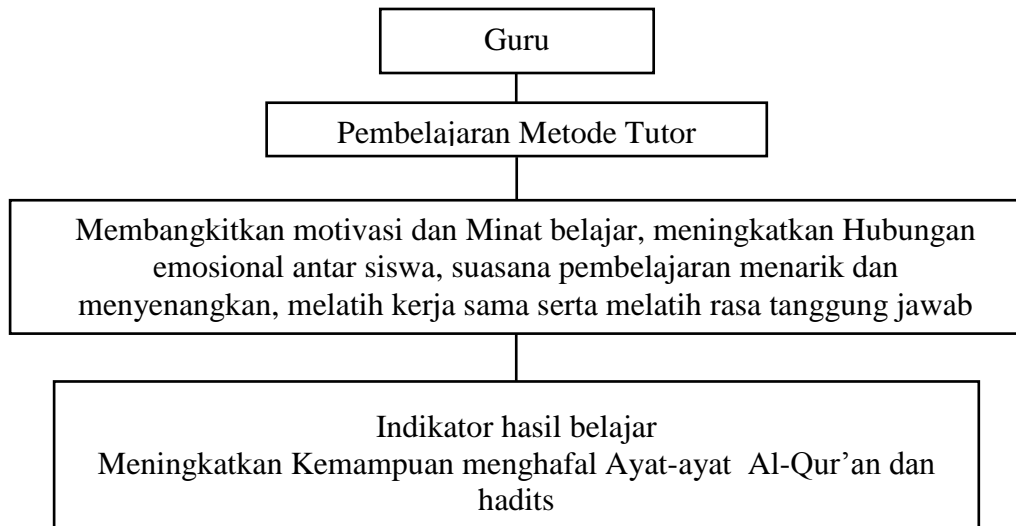 Guru
Pembelajaran Metode Tutor
Membangkitkan motivasi dan Minat belajar, meningkatkan Hubungan
emosional antar siswa, suasana pembelajaran menarik dan
menyenangkan, melatih kerja sama serta melatih rasa tanggung jawab
Indikator hasil belajar
Meningkatkan Kemampuan menghafal Ayat-ayat  Al-Qur’an dan
hadits